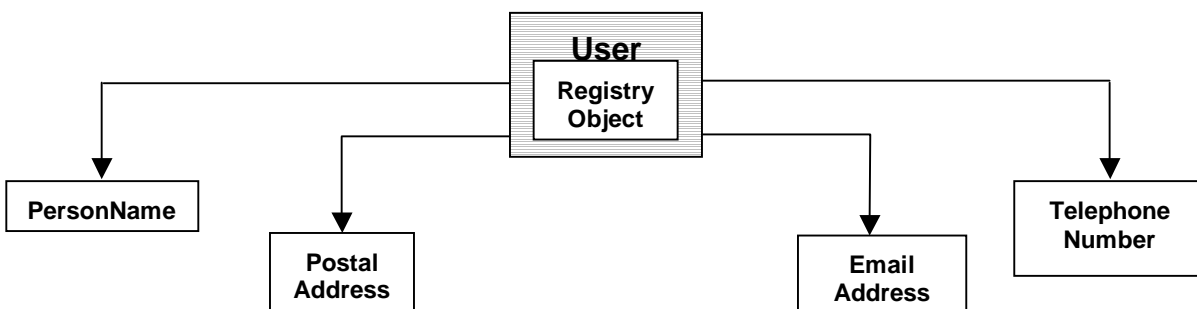 User
Registry
Object
PersonName
Telephone
Number
Postal
Address
Email
Address